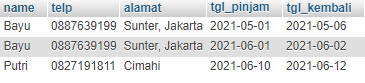 name telp alamat tgl_pinjam tgl_kembali
Bayu 0887639199 Sunter, Jakarta 2021-05-01 2021-05-06
Bayu 0887639199 Sunter, Jakarta 2021-06-01 2021-06-02
Putri 0827191811 Cimahi 2021-06-10 2021-06-12